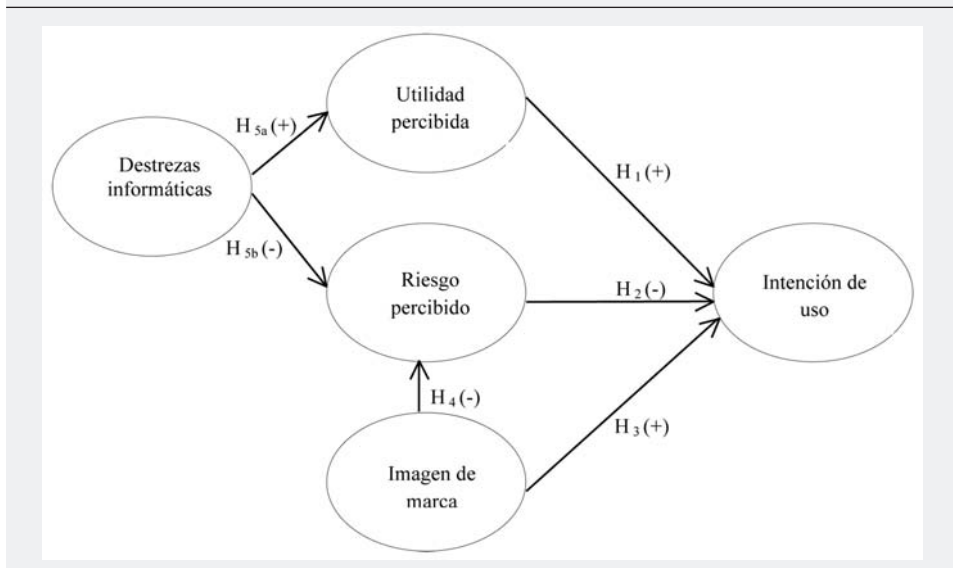 Utilidad
percibida
H 5a (+)
Destrezas
informáticas
H 1 (+)
H 5b (-)
Riesgo
percibido
H 2 (-)
Intención de
uso
H 4 (-)
H 3 (+)
Imagen de
marca